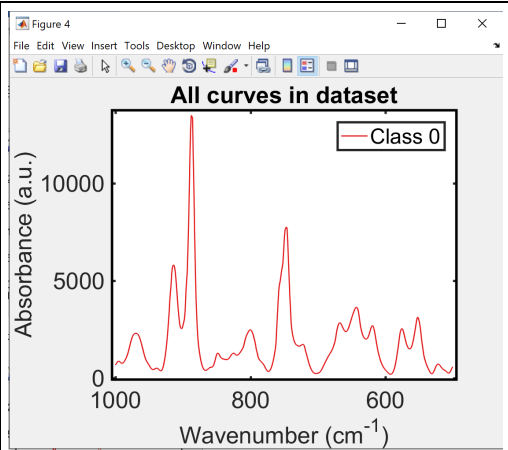 Figure 4
File Edit View Insert Tools Desktop Window Help
All curves in dataset
Class 0
Absorbance (a.u.)
10000
5000
0
1000 800 600
Wavenumber (cm⁻¹)